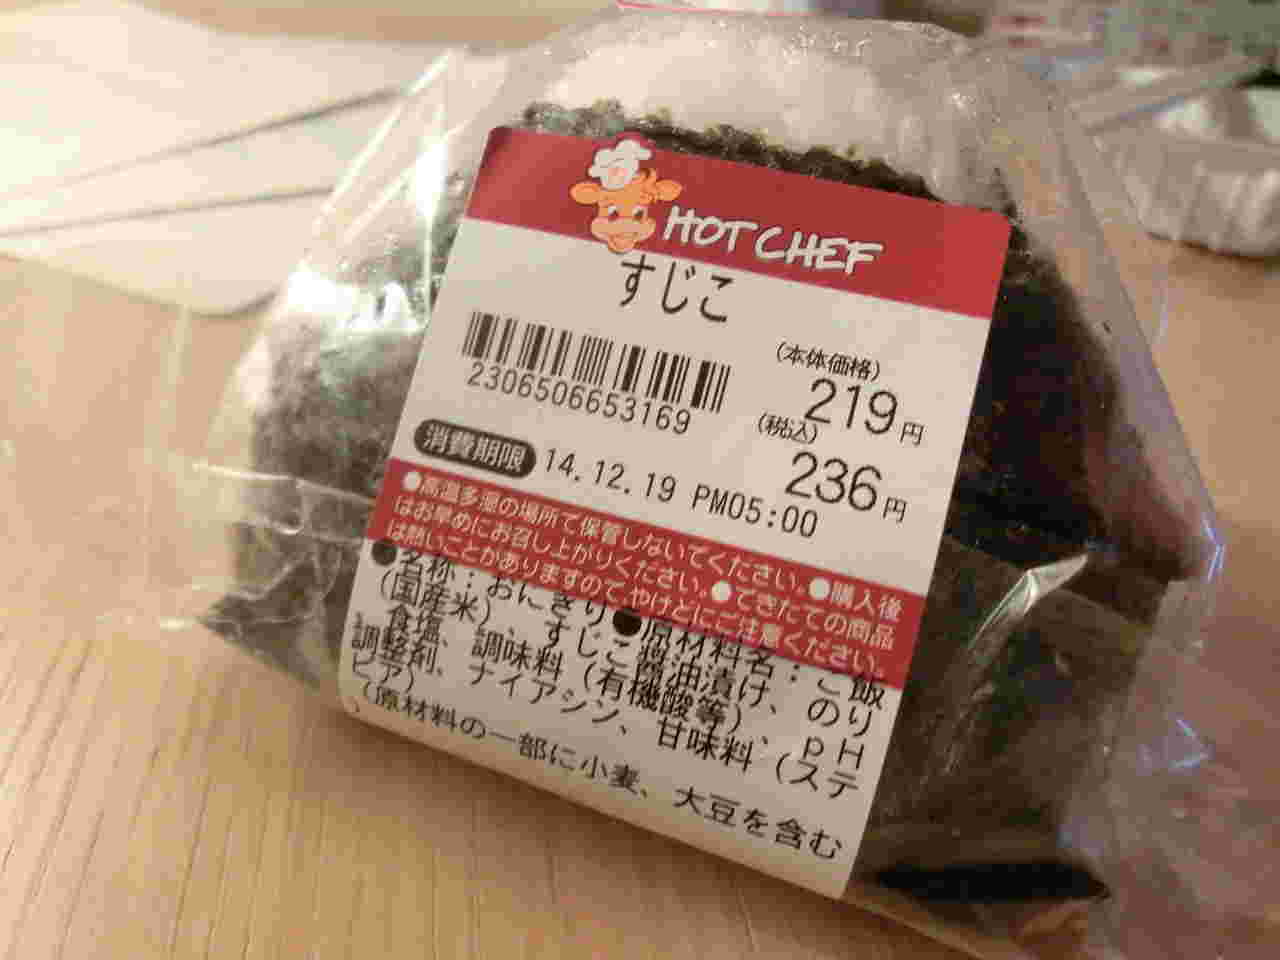 HOT CHEF
すじこ
(本体価格)
219円
2306506653169
(税込)
236円
消費期限 14.12.19 PM05:00
●高温多湿の場所で保管しないでください。●購入後
はお早めにお召し上がりください。●できたての商品
は熱いことがありますので、やけどにご注意ください。
●名称:おにぎり●原材料名:ご飯
(国産米)、すじこ醤油漬け、のり
、食塩、調味料(有機酸等)、pH
調整剤、ナイアシン、甘味料(ステ
ビア)
、(原材料の一部に小麦、大豆を含む